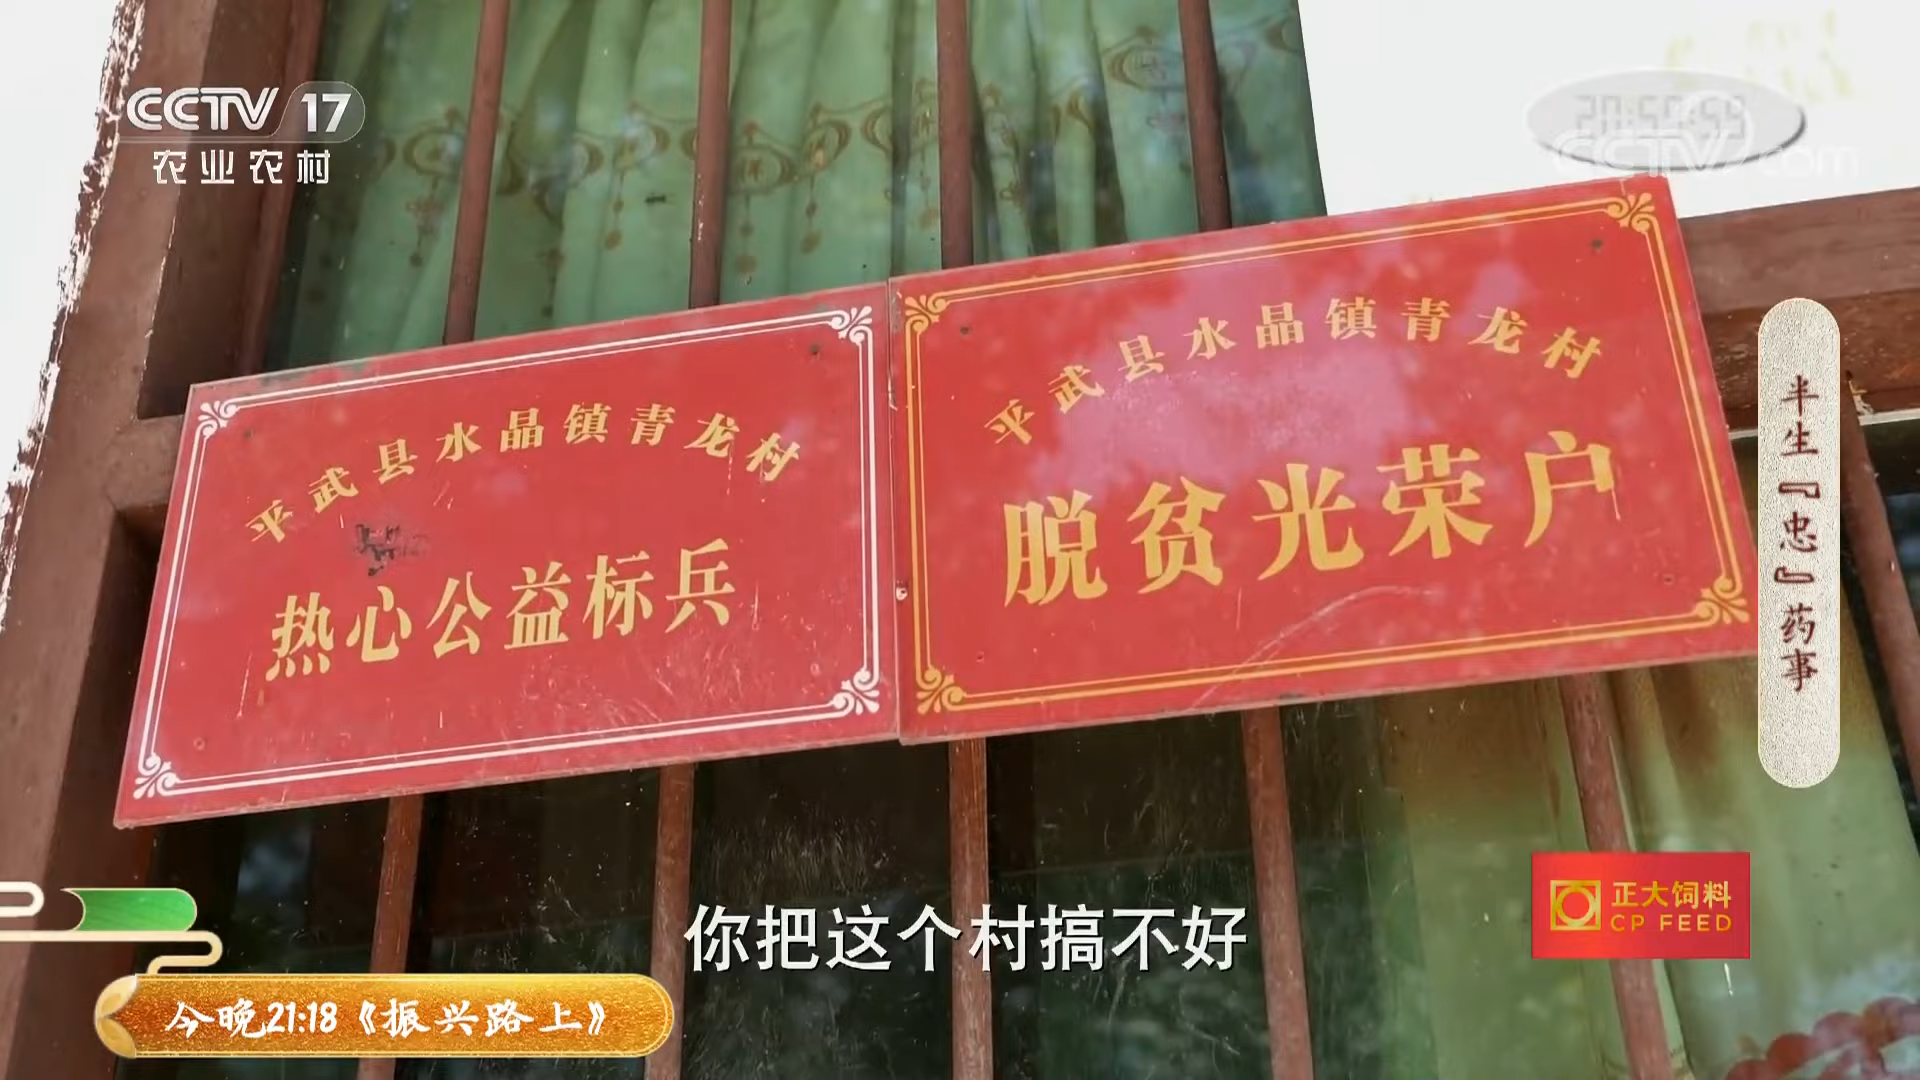 CCTV 17
农业农村
CCTV.com
平武县水晶镇青龙村
热心公益标兵
平武县水晶镇青龙村
脱贫光荣户
半生『忠』药事
正大饲料
CP FEED
你把这个村搞不好
今晚21:18《振兴路上》